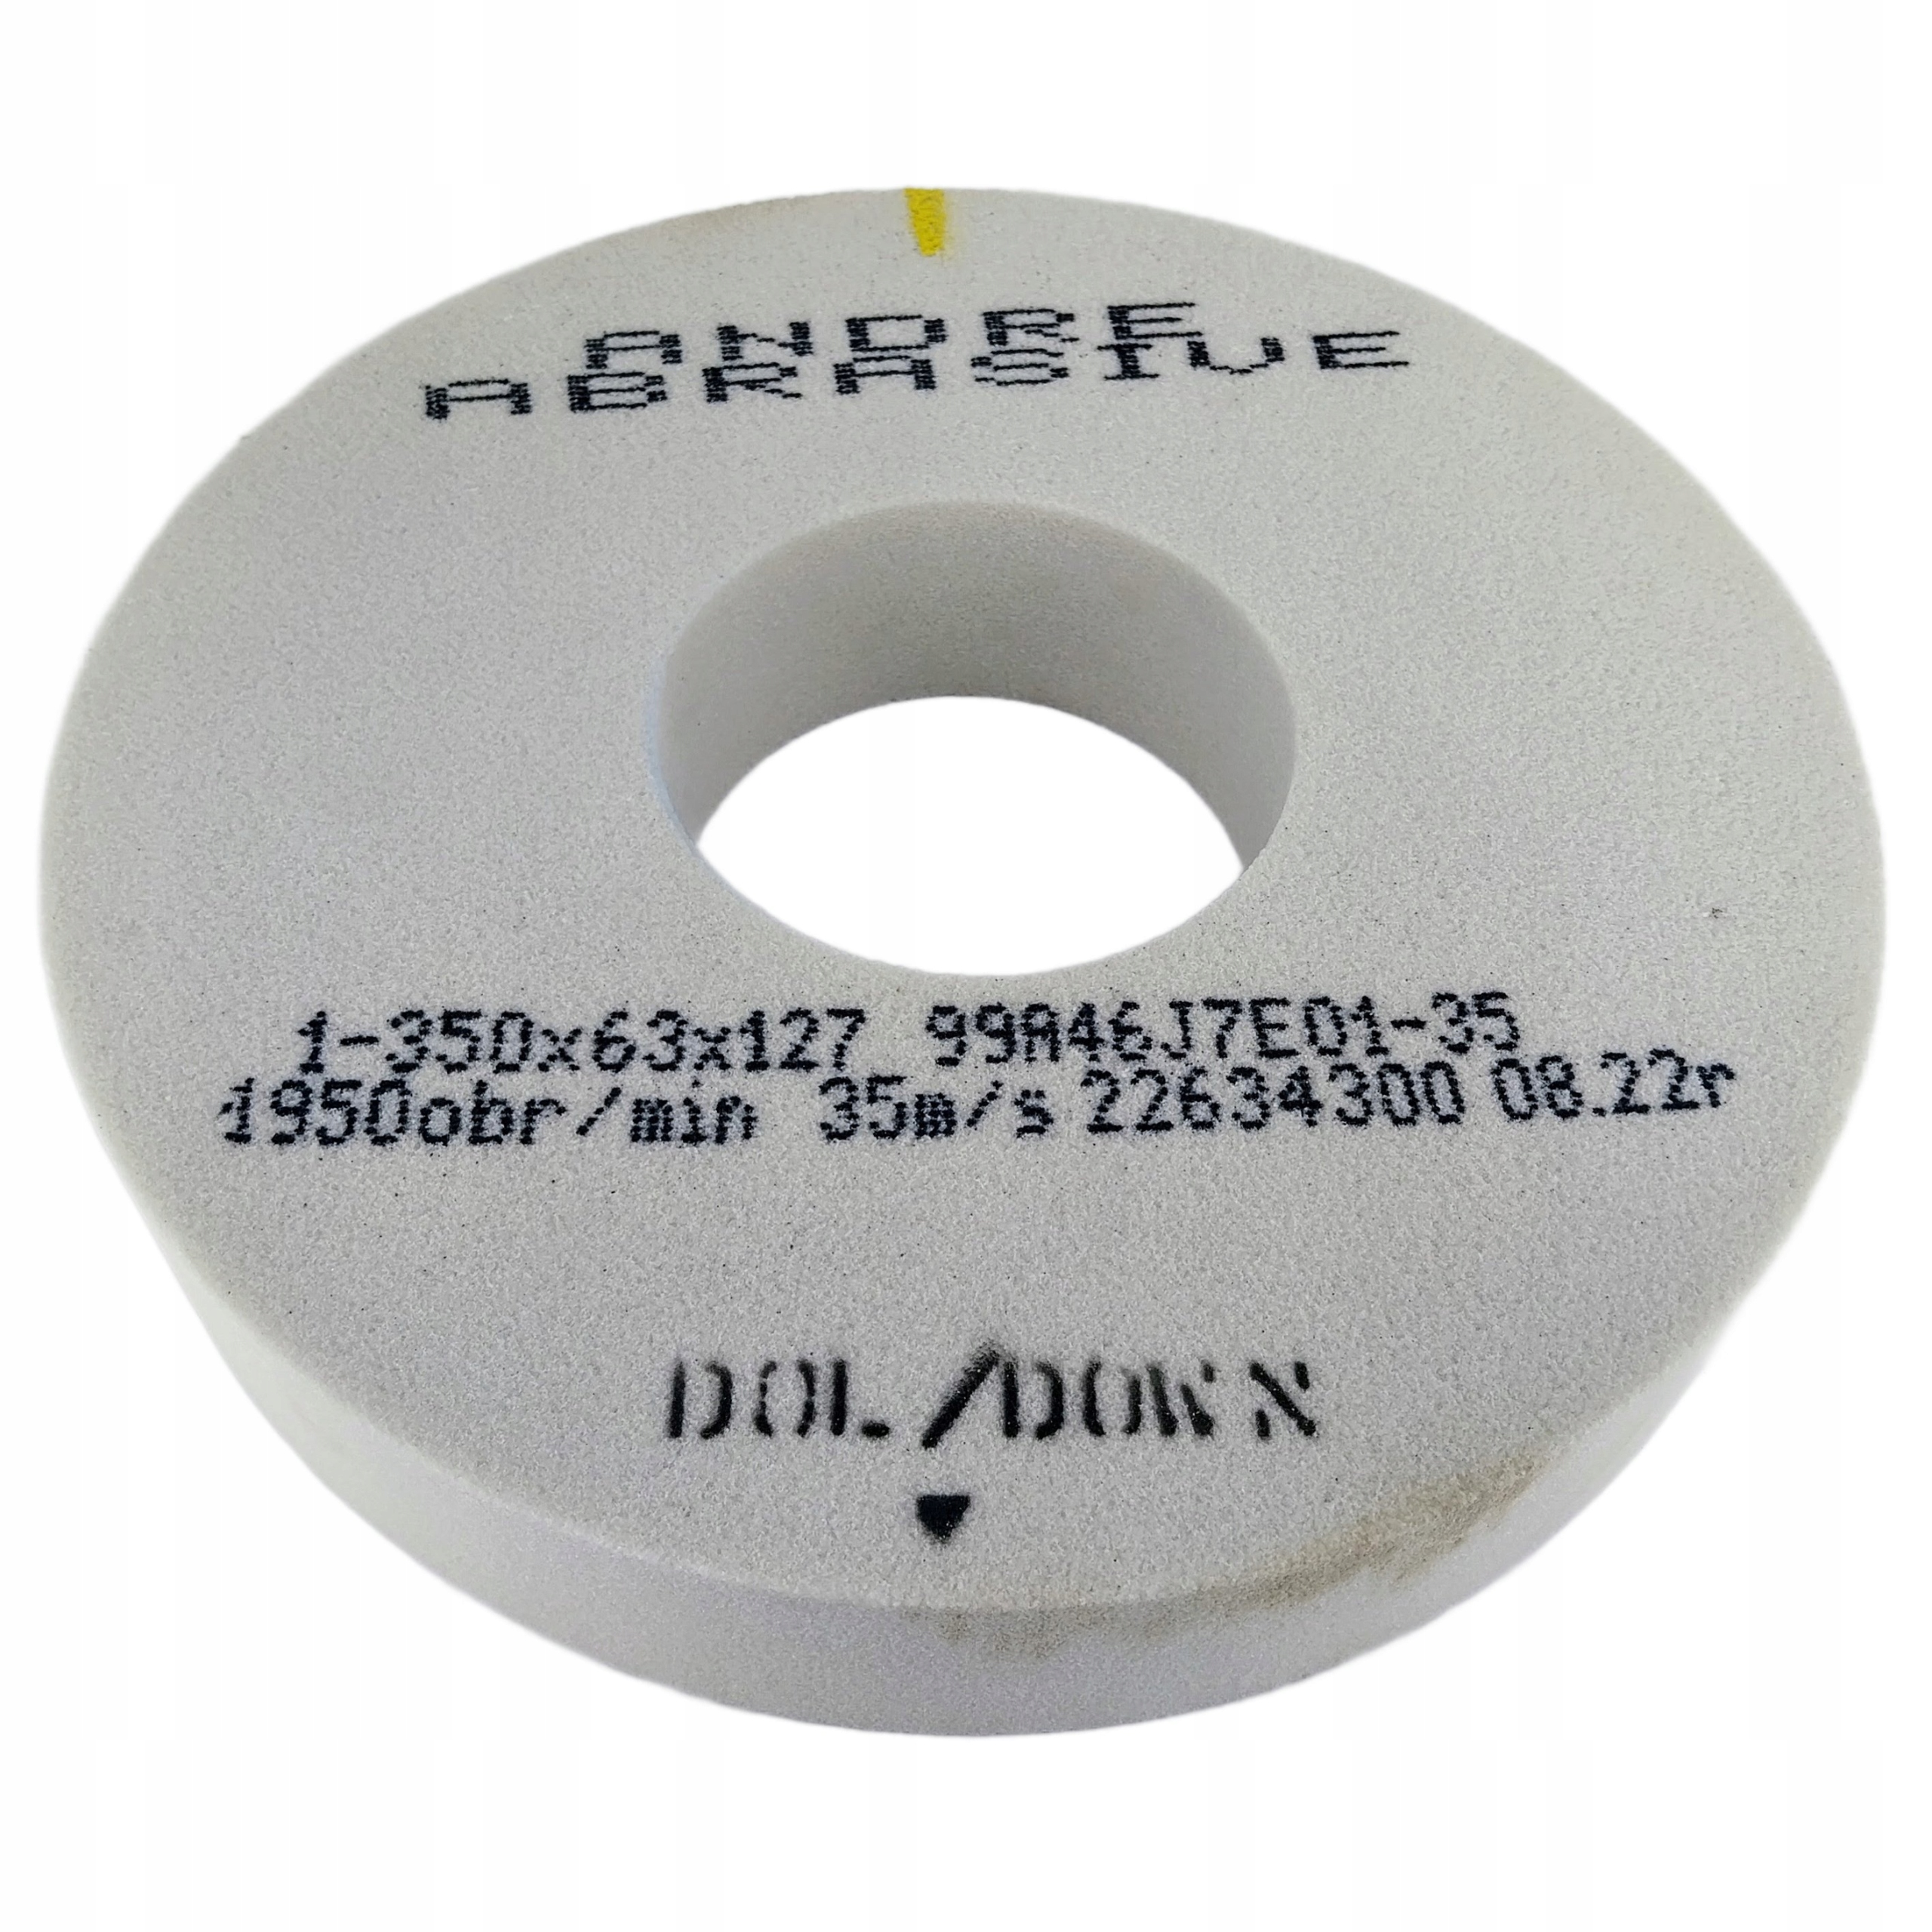 ANDRE
ABRASIVE
1-350x63x127 99A46J7E01-35
1950obr/min 35m/s 22634300 08.22r
DOL/DOWN